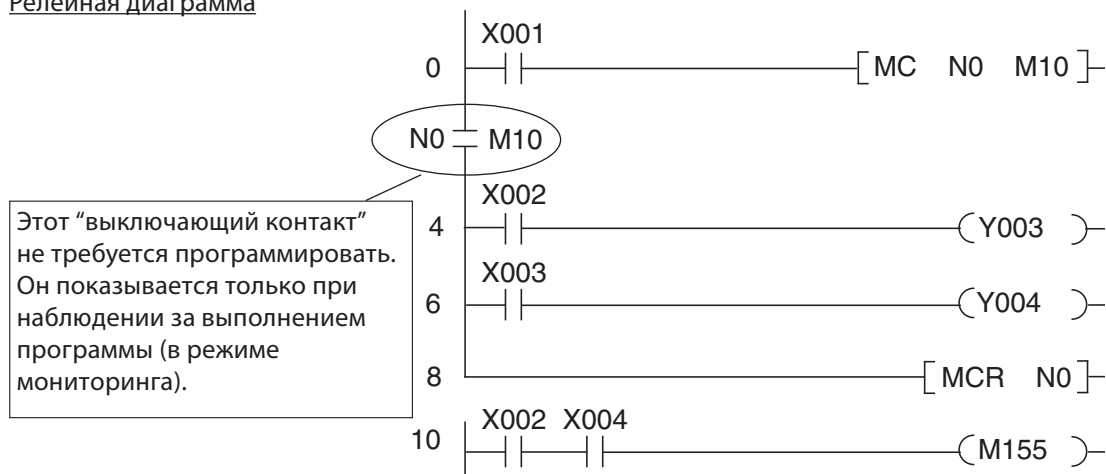 Релейная диаграмма
X001
0 MC N0 M10
N0 M10
Этот “выключающий контакт”
не требуется программировать.
Он показывается только при
наблюдении за выполнением
программы (в режиме
мониторинга).
X002
4 Y003
X003
6 Y004
8 MCR N0
X002 X004
10 M155